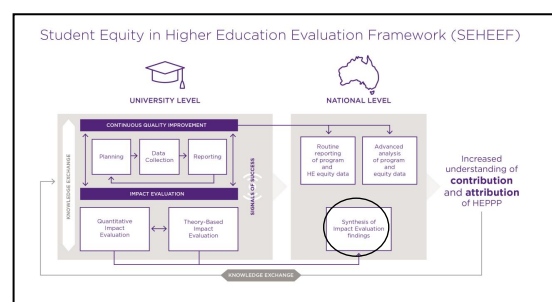 Student Equity in Higher Education Evaluation Framework (SEHEEF)
UNIVERSITY LEVEL
NATIONAL LEVEL
KNOWLEDGE EXCHANGE
CONTINUOUS QUALITY IMPROVEMENT
Planning
Data
Collection
Reporting
IMPACT EVALUATION
Quantitative
Impact
Evaluation
Theory-Based
Impact
Evaluation
SIGNALS OF SUCCESS
Routine
reporting
of program
and
HE equity data
Advanced
analysis
of program
and
equity data
Synthesis of
Impact Evaluation
findings
Increased
understanding of
contribution
and attribution
of HEPPP
KNOWLEDGE EXCHANGE